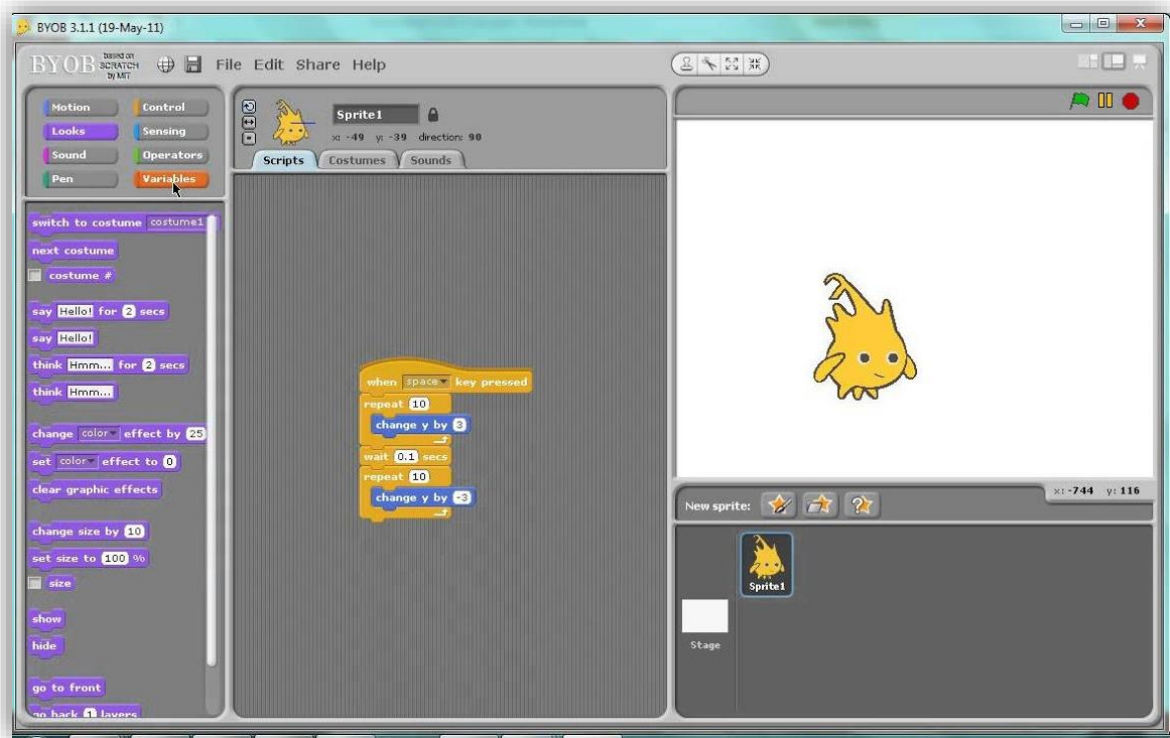 BYOB 3.1.1 (19-May-11)
BYOB based on SCRATCH by MIT
File Edit Share Help
Motion Control
Looks Sensing
Sound Operators
Pen Variables
switch to costume costume1
next costume
costume #
say Hello! for 2 secs
say Hello!
think Hmm... for 2 secs
think Hmm...
change color effect by 25
set color effect to 0
clear graphic effects
change size by 10
set size to 100 %
size
show
hide
go to front
go back 1 layers
Sprite1
x: -49 y: -39 direction: 90
Scripts Costumes Sounds
when space key pressed
repeat 10
change y by 3
wait 0.1 secs
repeat 10
change y by -3
x: -744 y: 116
New sprite:
Sprite1
Stage